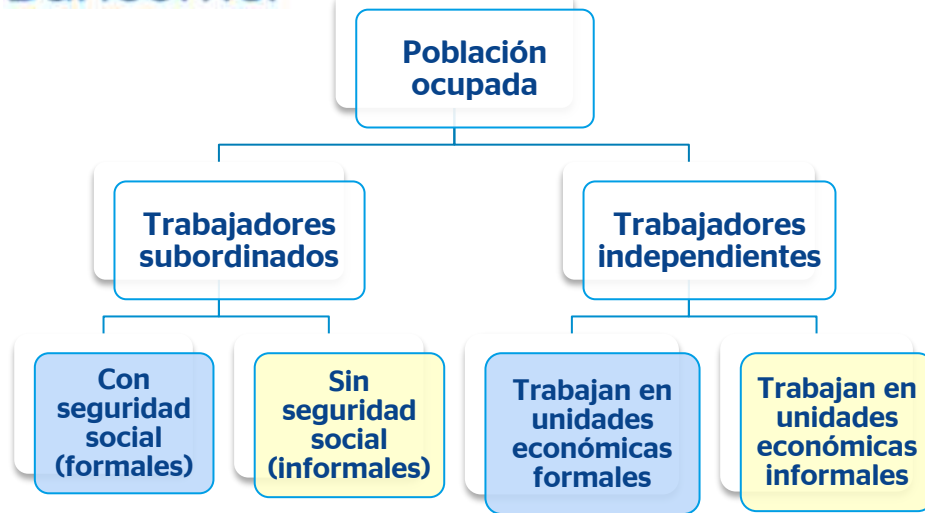 Población
ocupada
Trabajadores
subordinados
Trabajadores
independientes
Con
seguridad
social
(formales)
Sin
seguridad
social
(informales)
Trabajan en
unidades
económicas
formales
Trabajan en
unidades
económicas
informales